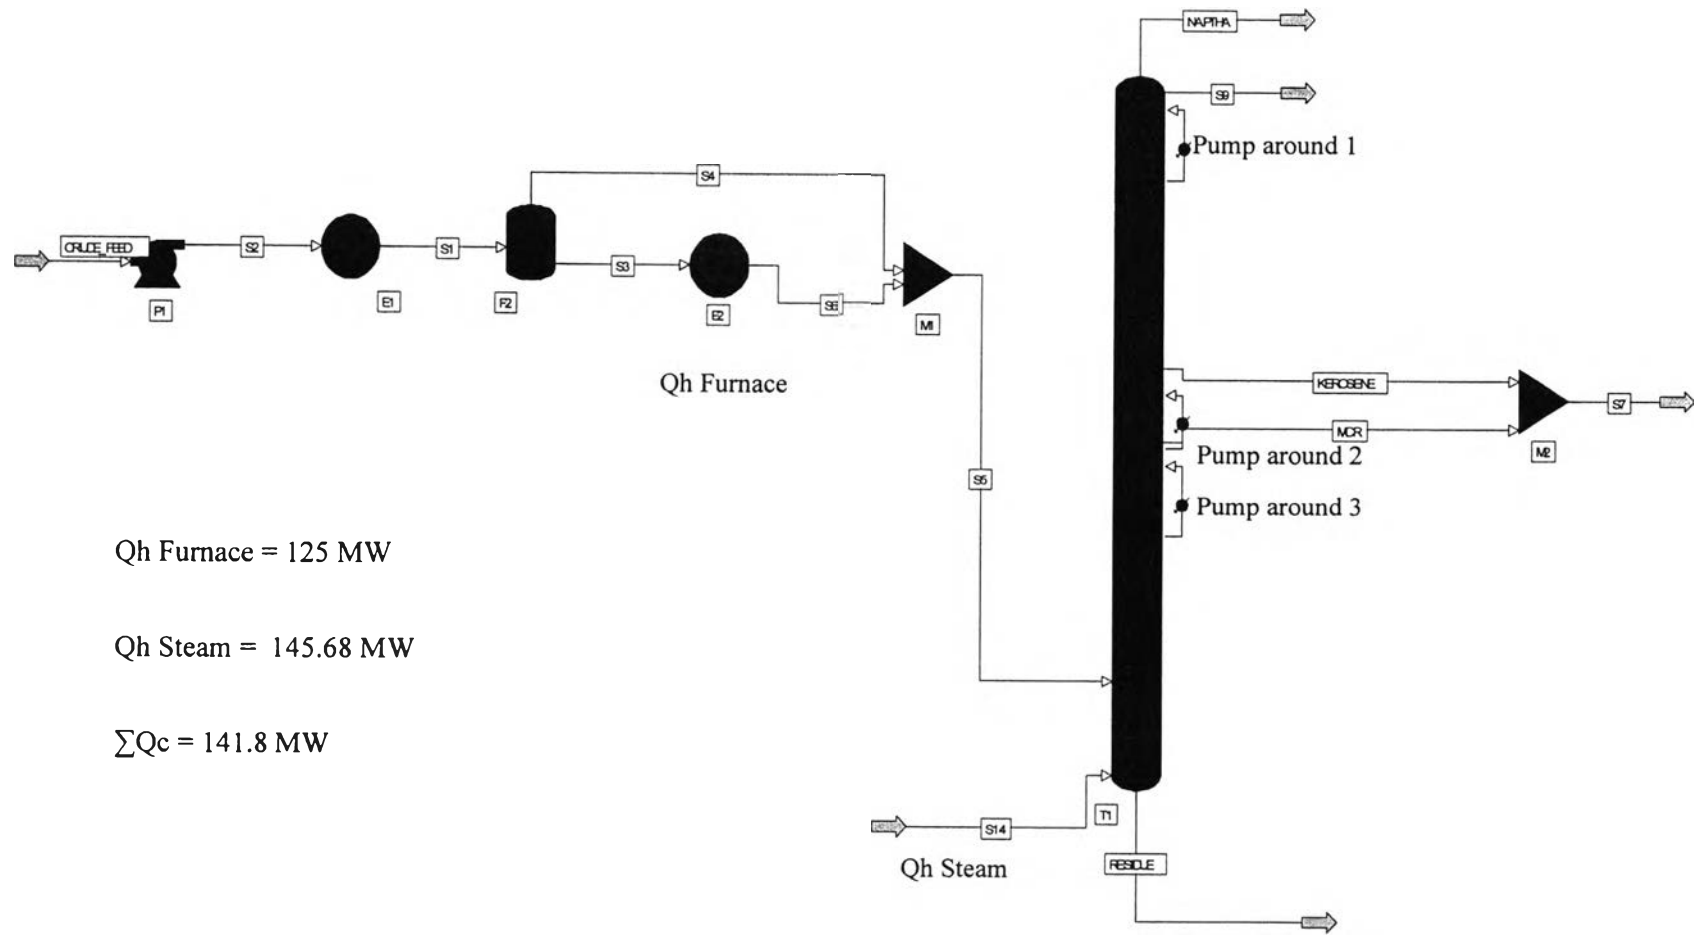 NAPTHA
S9
Pump around 1
S4
CRUDE_FEED
S2
S1
S3
S6
P1
E1
F2
E2
M1
Qh Furnace
KEROSENE
S7
MCR
M2
Pump around 2
S5
Pump around 3
Qh Furnace = 125 MW
Qh Steam = 145.68 MW
∑Qc = 141.8 MW
T1
S14
Qh Steam
RESIDUE